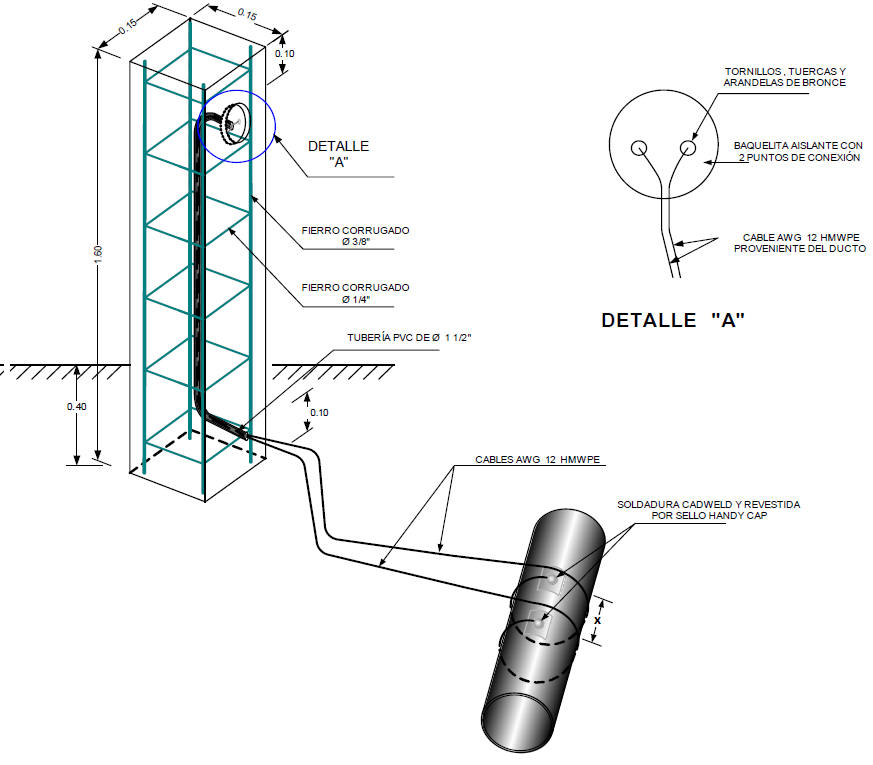 0.15
0.15
0.10
TORNILLOS , TUERCAS Y
ARANDELAS DE BRONCE
DETALLE
"A"
BAQUELITA AISLANTE CON
2 PUNTOS DE CONEXIÓN
FIERRO CORRUGADO
Ø 3/8"
CABLE AWG 12 HMWPE
PROVENIENTE DEL DUCTO
1.60
FIERRO CORRUGADO
Ø 1/4"
DETALLE "A"
TUBERÍA PVC DE Ø 1 1/2"
0.40
0.10
CABLES AWG 12 HMWPE
SOLDADURA CADWELD Y REVESTIDA
POR SELLO HANDY CAP
x